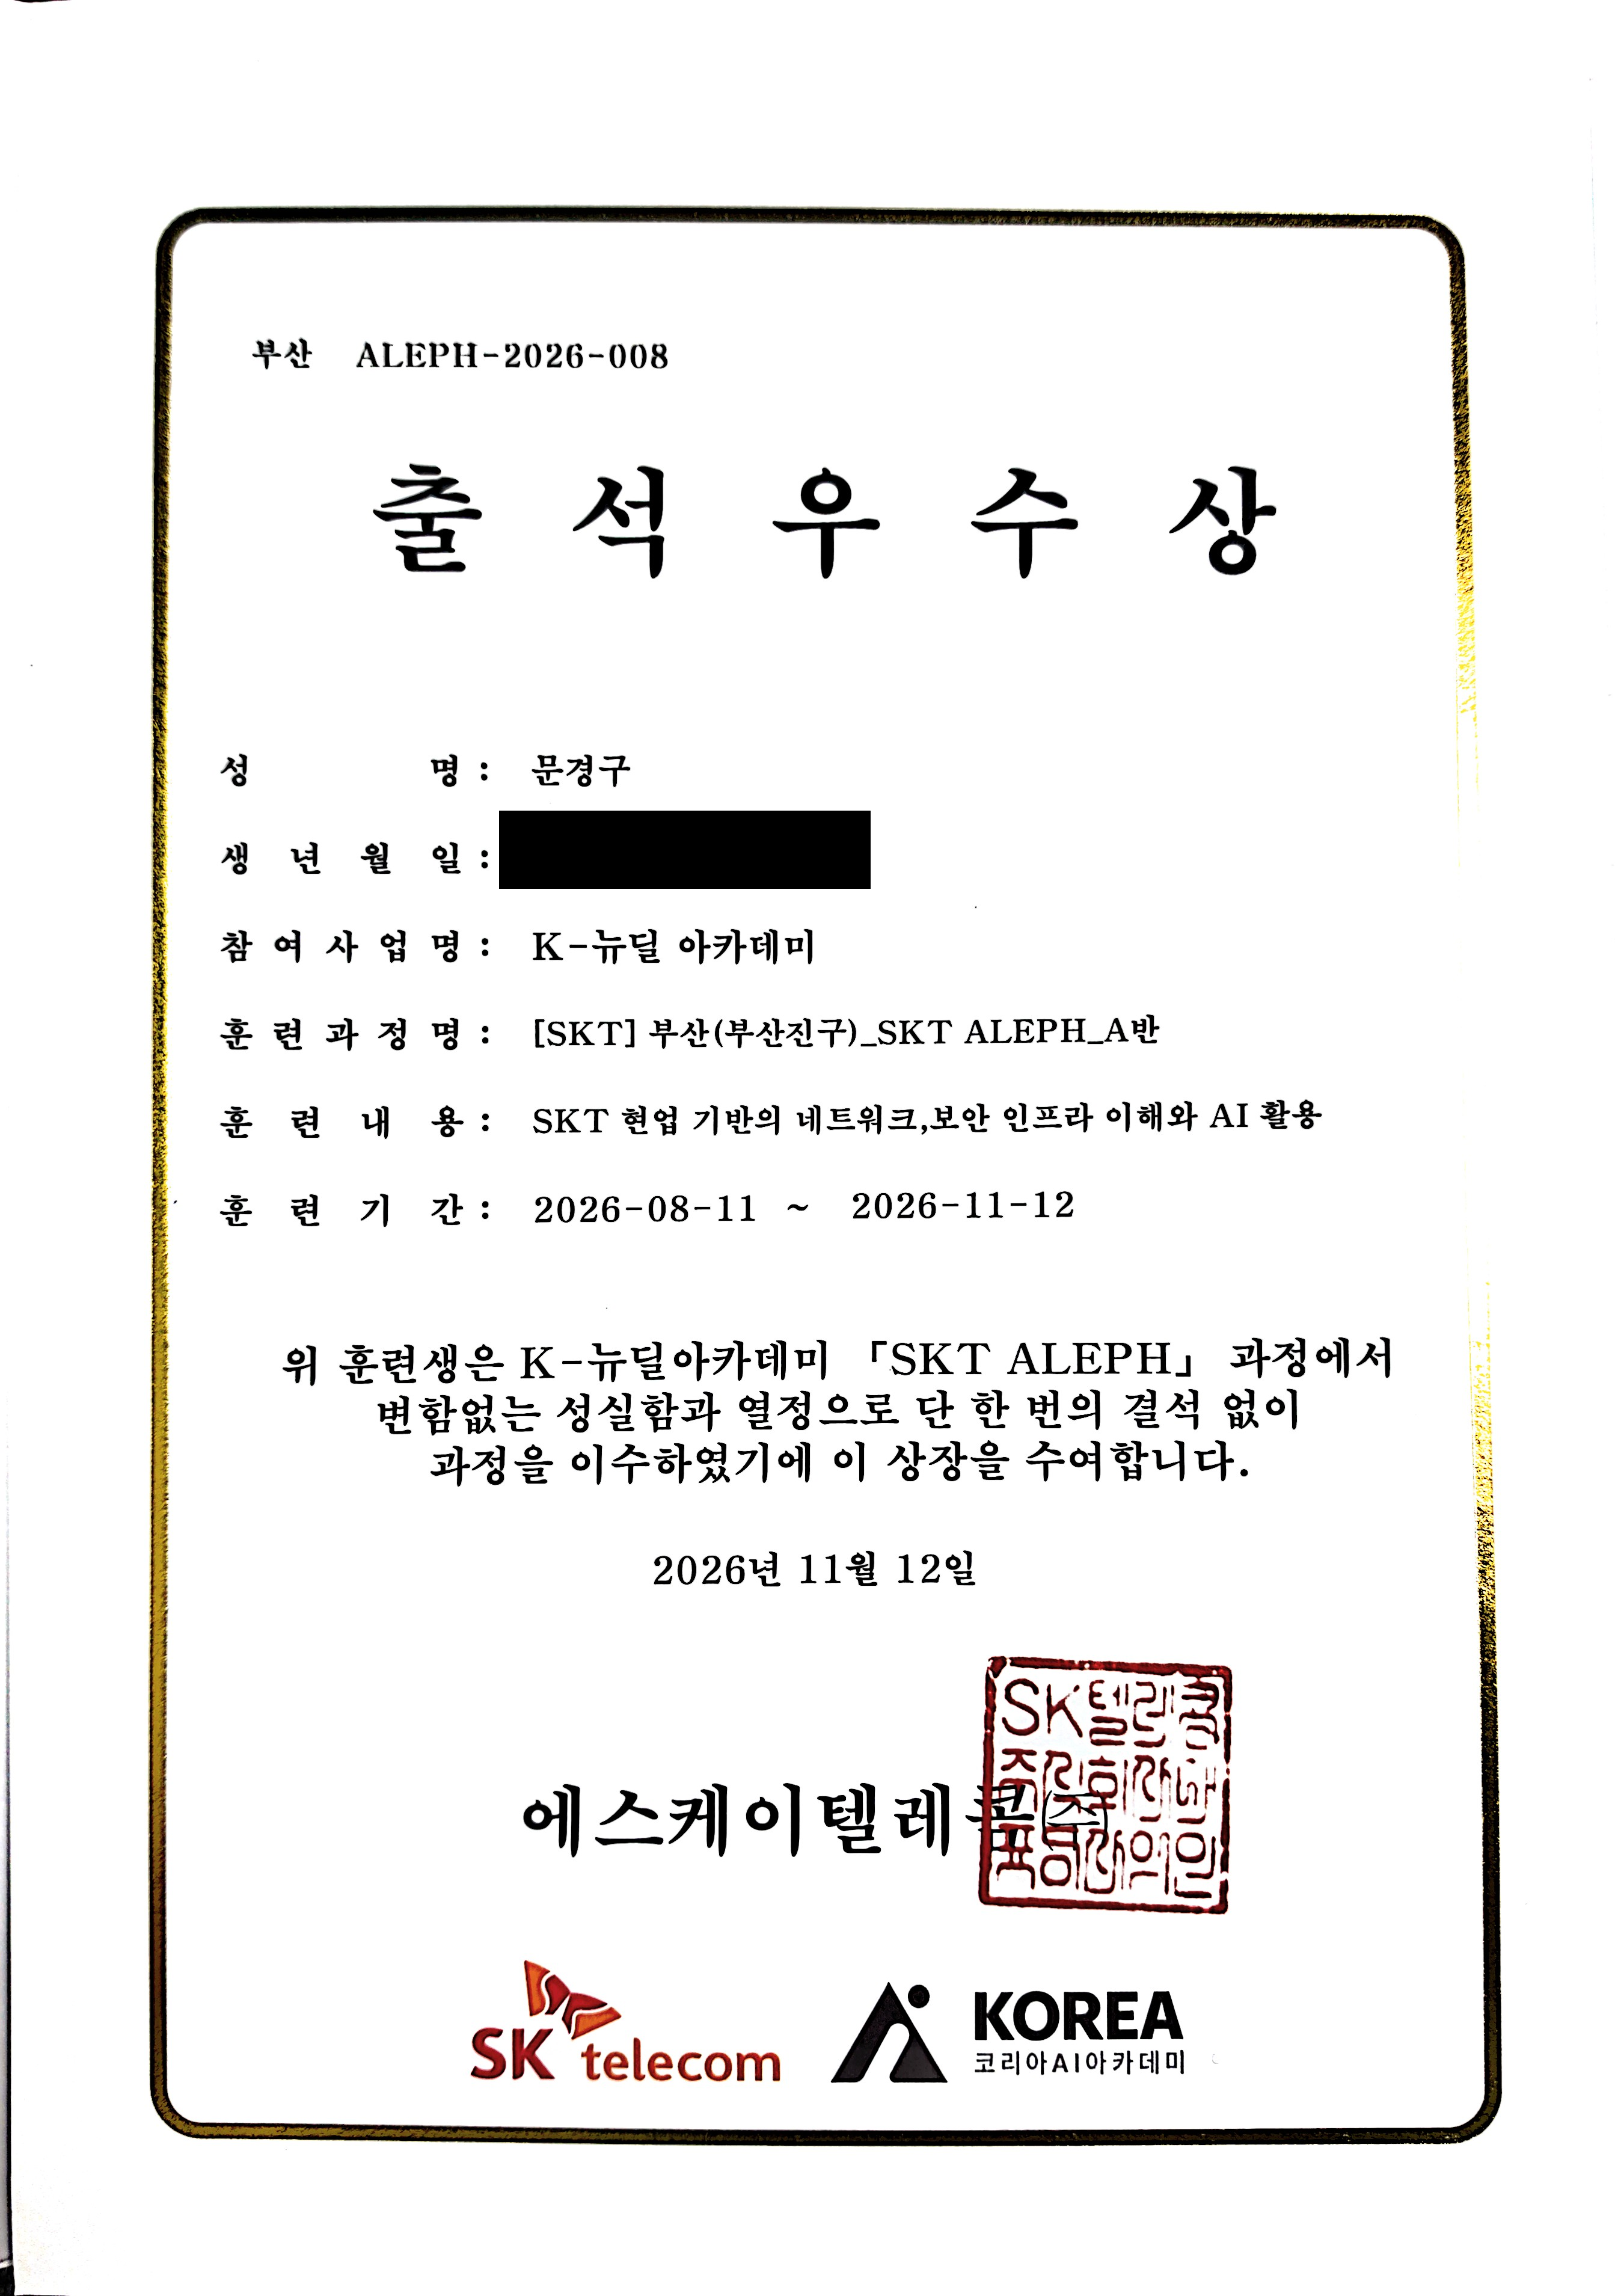 부산 ALEPH-2026-008
출 석 우 수 상
성 명 : 문경구
생 년 월 일 :
참 여 사 업 명 : K-뉴딜 아카데미
훈 련 과 정 명 : [SKT] 부산(부산진구)_SKT ALEPH_A반
훈 련 내 용 : SKT 현업 기반의 네트워크,보안 인프라 이해와 AI 활용
훈 련 기 간 : 2026-08-11 ~ 2026-11-12
위 훈련생은 K-뉴딜아카데미 「SKT ALEPH」 과정에서
변함없는 성실함과 열정으로 단 한 번의 결석 없이
과정을 이수하였기에 이 상장을 수여합니다.
2026년 11월 12일
에스케이텔레콤(주)
SK텔레콤
주식회사
SK telecom
KOREA
코리아AI아카데미